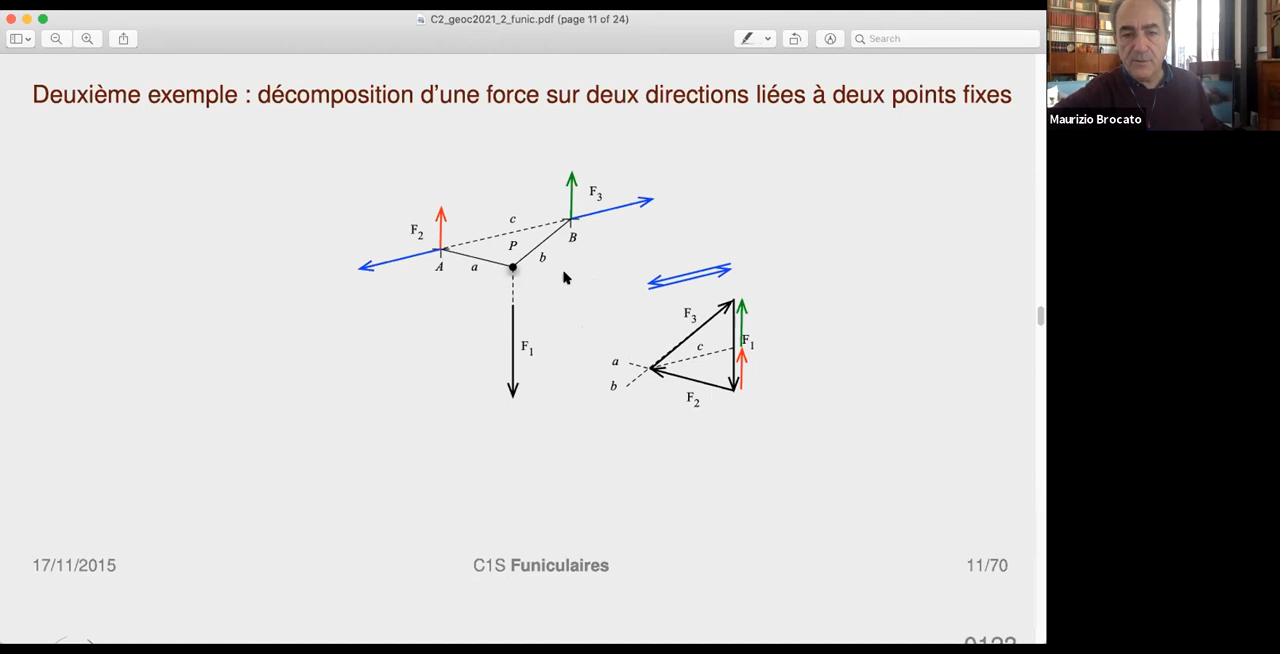 C2_geoc2021_2_funic.pdf (page 11 of 24)
Search
Maurizio Brocato
Deuxième exemple : décomposition d'une force sur deux directions liées à deux points fixes
F3
F2
c
P
B
A
a
b
F1
F3
F1
c
a
b
F2
17/11/2015
C1S Funiculaires
11/70